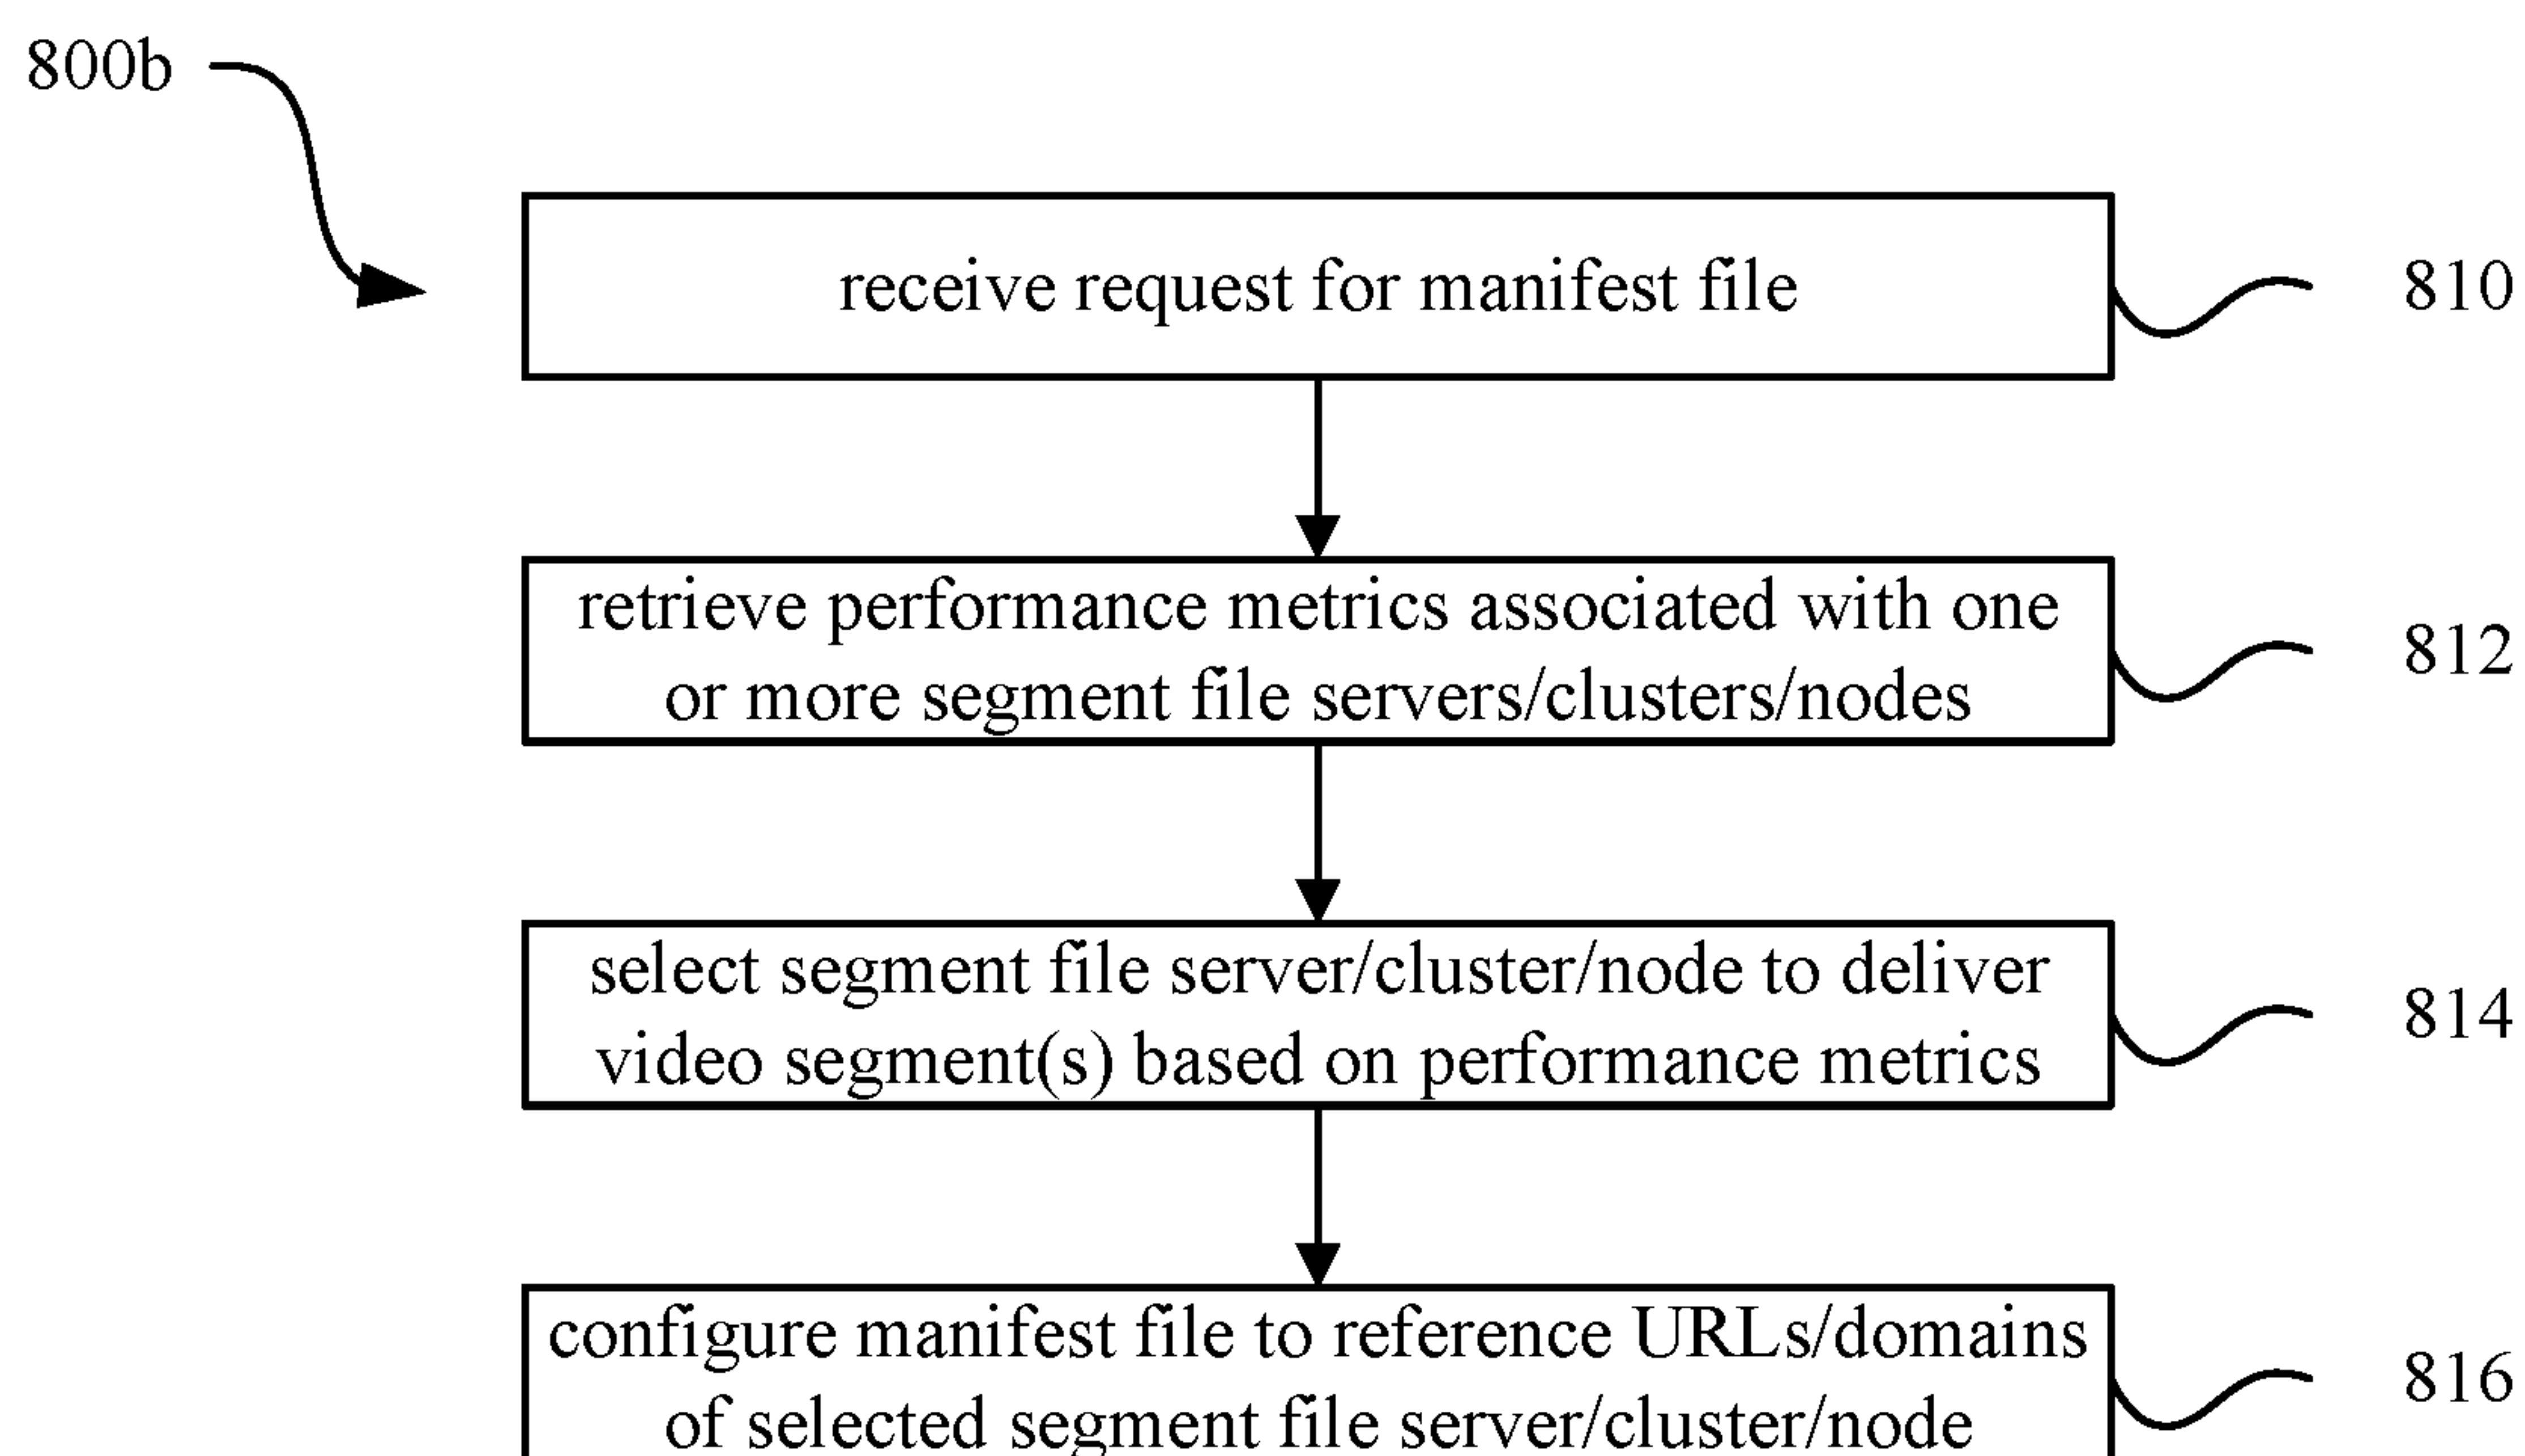 800b
receive request for manifest file
810
retrieve performance metrics associated with one
or more segment file servers/clusters/nodes
812
select segment file server/cluster/node to deliver
video segment(s) based on performance metrics
814
configure manifest file to reference URLs/domains
of selected segment file server/cluster/node
816